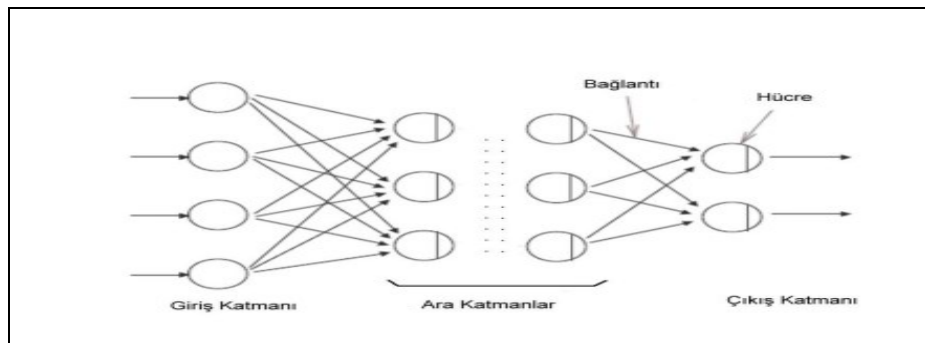 Bağlantı
Hücre
Giriş Katmanı
Ara Katmanlar
Çıkış Katmanı